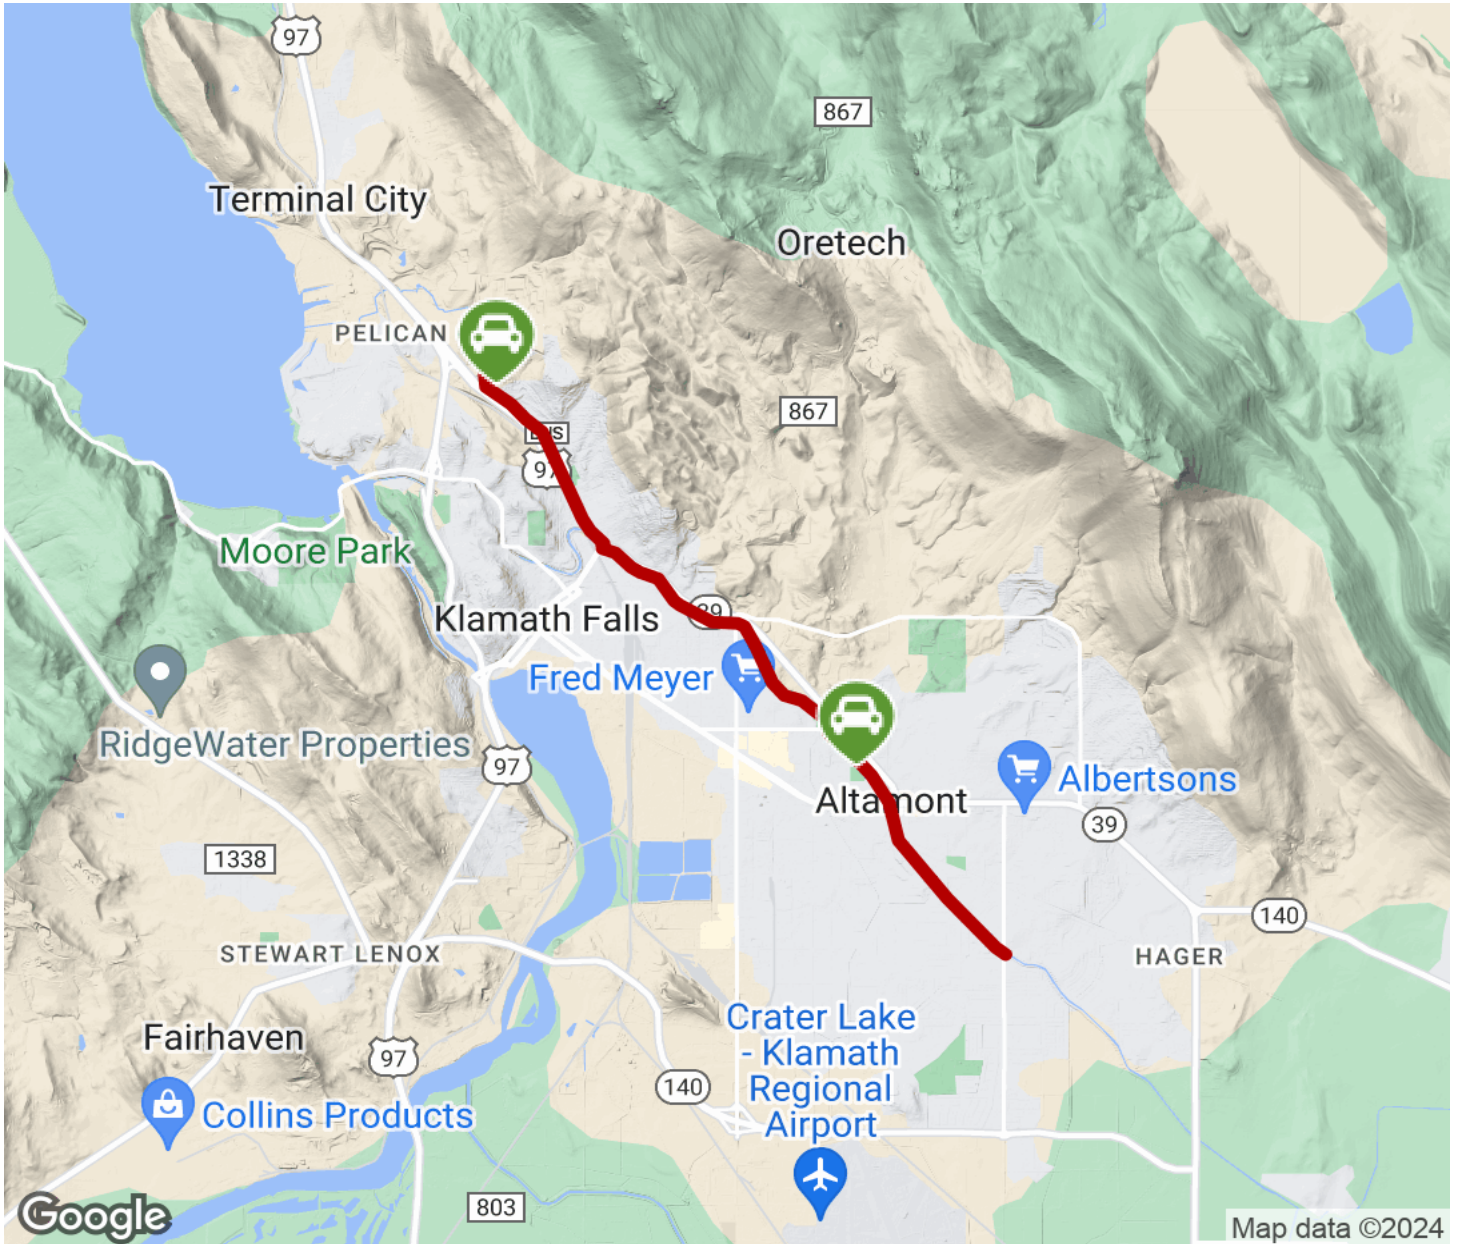 97
867
Terminal City
Oretech
PELICAN
867
97
Moore Park
Klamath Falls
39
Fred Meyer
RidgeWater Properties
97
Albertsons
Altamont
39
1338
140
STEWART LENOX
HAGER
Crater Lake
- Klamath
Regional
Airport
Fairhaven
97
140
Collins Products
803
Google
Map data ©2024